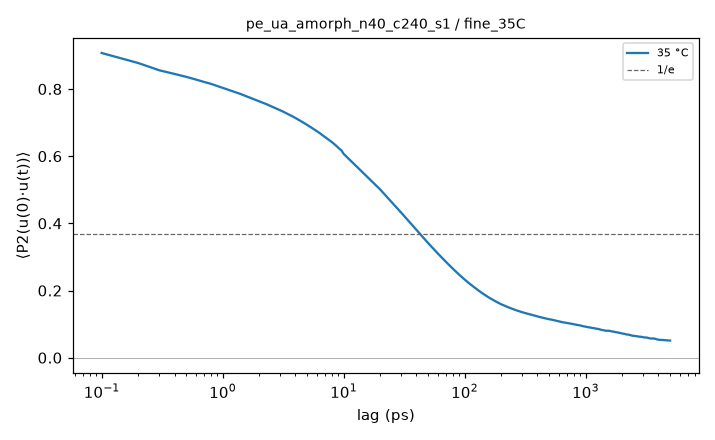 pe_ua_amorph_n40_c240_s1 / fine_35C
35 °C
1/e
⟨P2(u(0)·u(t))⟩
0.8
0.6
0.4
0.2
0.0
10⁻¹
10⁰
10¹
10²
10³
lag (ps)